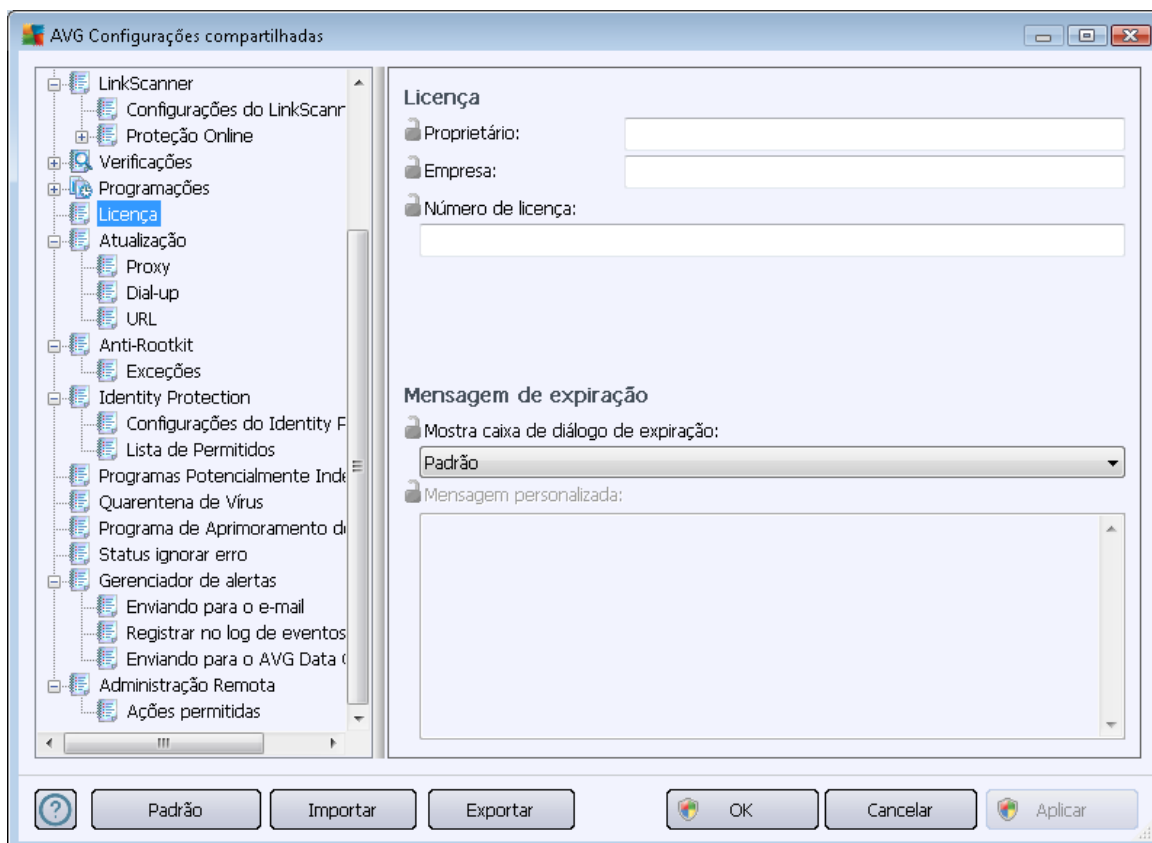 AVG Configurações compartilhadas
LinkScanner
Configurações do LinkScanr
Proteção Online
Verificações
Programações
Licença
Atualização
Proxy
Dial-up
URL
Anti-Rootkit
Exceções
Identity Protection
Configurações do Identity P
Lista de Permitidos
Programas Potencialmente Inde
Quarentena de Vírus
Programa de Aprimoramento de
Status ignorar erro
Gerenciador de alertas
Enviando para o e-mail
Registrar no log de eventos
Enviando para o AVG Data C
Administração Remota
Ações permitidas
Licença
Proprietário:
Empresa:
Número de licença:
Mensagem de expiração
Mostra caixa de diálogo de expiração:
Padrão
Mensagem personalizada:
Padrão
Importar
Exportar
OK
Cancelar
Aplicar